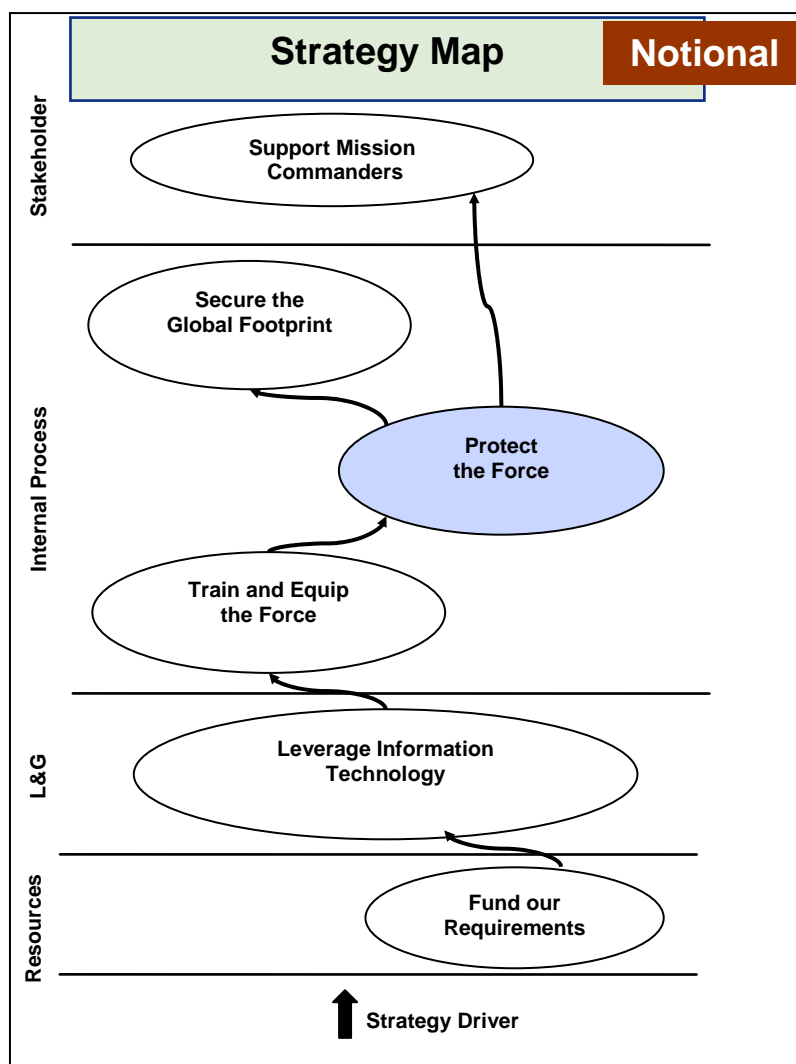 Strategy Map
Notional
Stakeholder
Support Mission
Commanders
Internal Process
Secure the
Global Footprint
Protect
the Force
Train and Equip
the Force
L&G
Leverage Information
Technology
Resources
Fund our
Requirements
Strategy Driver